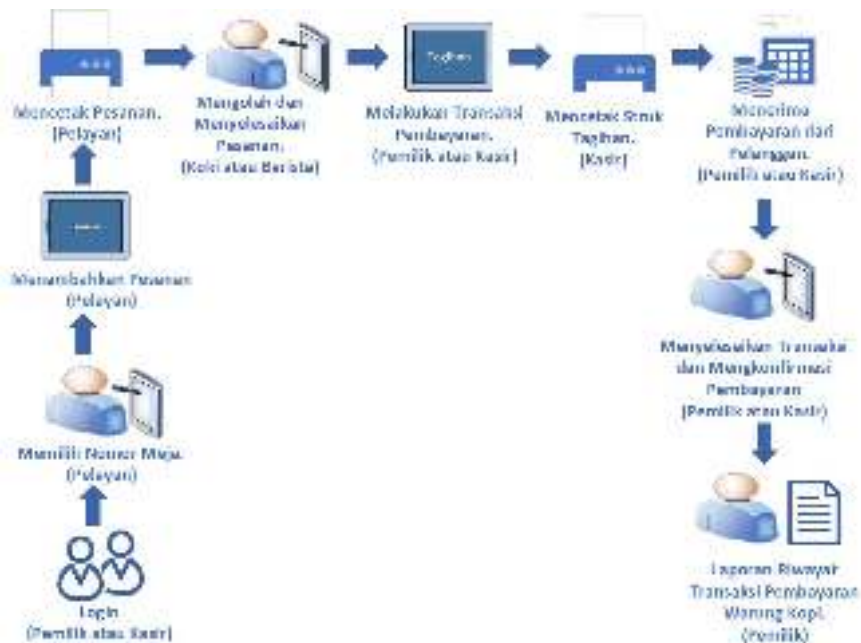 Mencetak Pesanan.
(Pelayan)
Mengolah dan
Menyelesaikan
Pesanan.
(Koki atau Barista)
Tagihan
Melakukan Transaksi
Pembayaran.
(Pemilik atau Kasir)
Mencetak Struk
Tagihan.
(Kasir)
Menerima
Pembayaran dari
Pelanggan.
(Pemilik atau Kasir)
Menambahkan Pesanan
(Pelayan)
Menyelesaikan Transaksi
dan Mengkonfirmasi
Pembayaran
(Pemilik atau Kasir)
Memilih Nomor Meja.
(Pelayan)
Login
(Pemilik atau Kasir)
Laporan Riwayat
Transaksi Pembayaran
Warung Kopi.
(Pemilik)